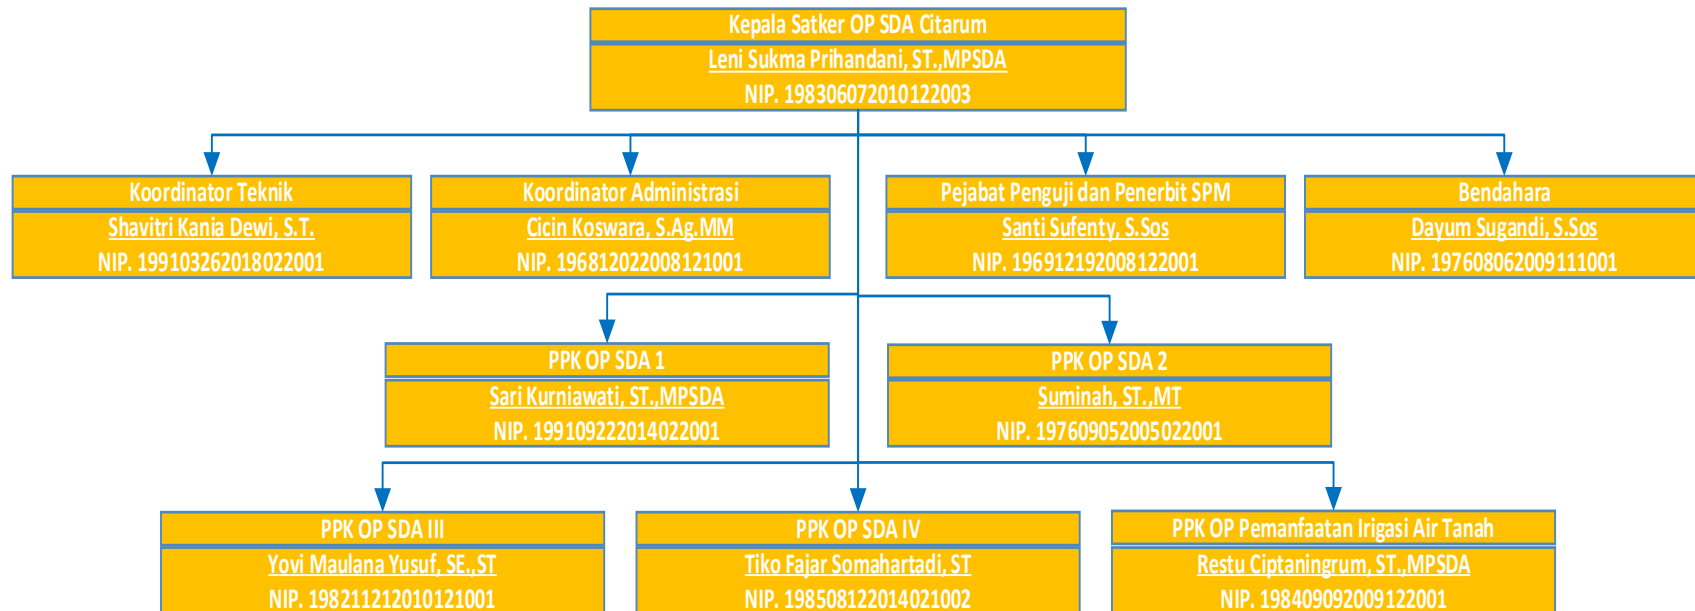 Kepala Satker OP SDA Citarum
Leni Sukma Prihandani, ST.,MPSDA
NIP. 198306072010122003
Koordinator Teknik
Shavitri Kania Dewi, S.T.
NIP. 199103262018022001
Koordinator Administrasi
Cicin Koswara, S.Ag.MM
NIP. 196812022008121001
Pejabat Penguji dan Penerbit SPM
Santi Sufenty, S.Sos
NIP. 196912192008122001
Bendahara
Dayum Sugandi, S.Sos
NIP. 197608062009111001
PPK OP SDA 1
Sari Kurniawati, ST.,MPSDA
NIP. 199109222014022001
PPK OP SDA 2
Suminah, ST.,MT
NIP. 197609052005022001
PPK OP SDA III
Yovi Maulana Yusuf, SE.,ST
NIP. 198211212010121001
PPK OP SDA IV
Tiko Fajar Somahartadi, ST
NIP. 198508122014021002
PPK OP Pemanfaatan Irigasi Air Tanah
Restu Ciptaningrum, ST.,MPSDA
NIP. 198409092009122001